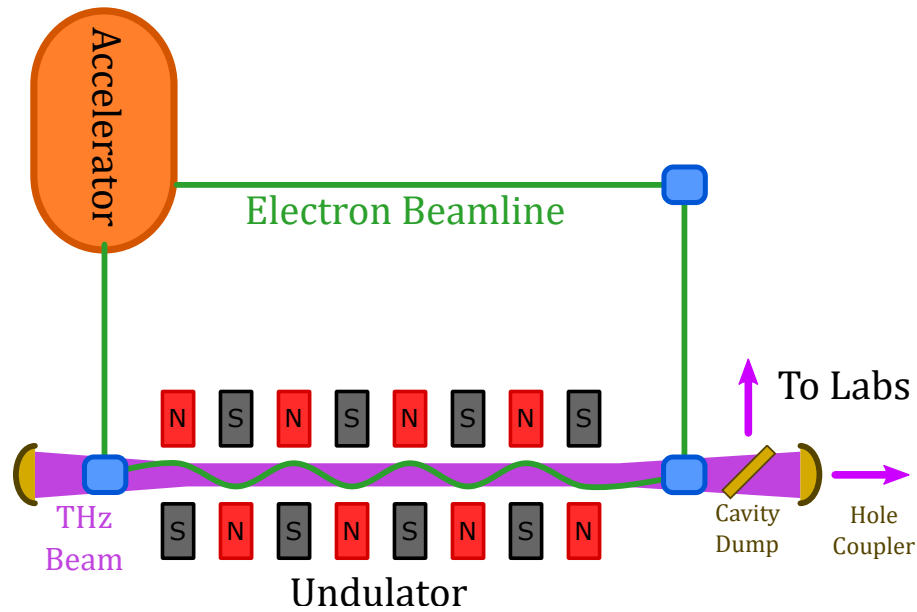 Accelerator
Electron Beamline
To Labs
N S N S N S N S
THz
Beam
S N S N S N S N
Cavity
Dump
Hole
Coupler
Undulator